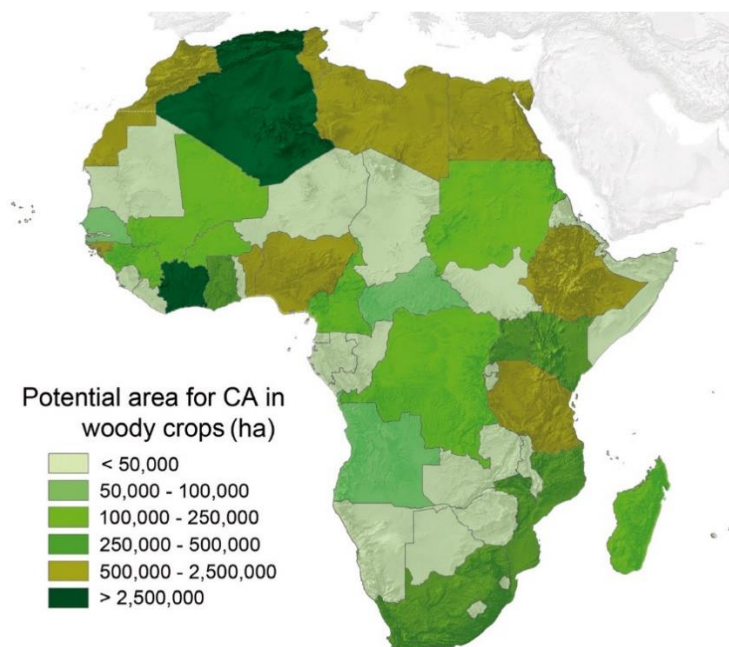 Potential area for CA in
woody crops (ha)
< 50,000
50,000 - 100,000
100,000 - 250,000
250,000 - 500,000
500,000 - 2,500,000
> 2,500,000